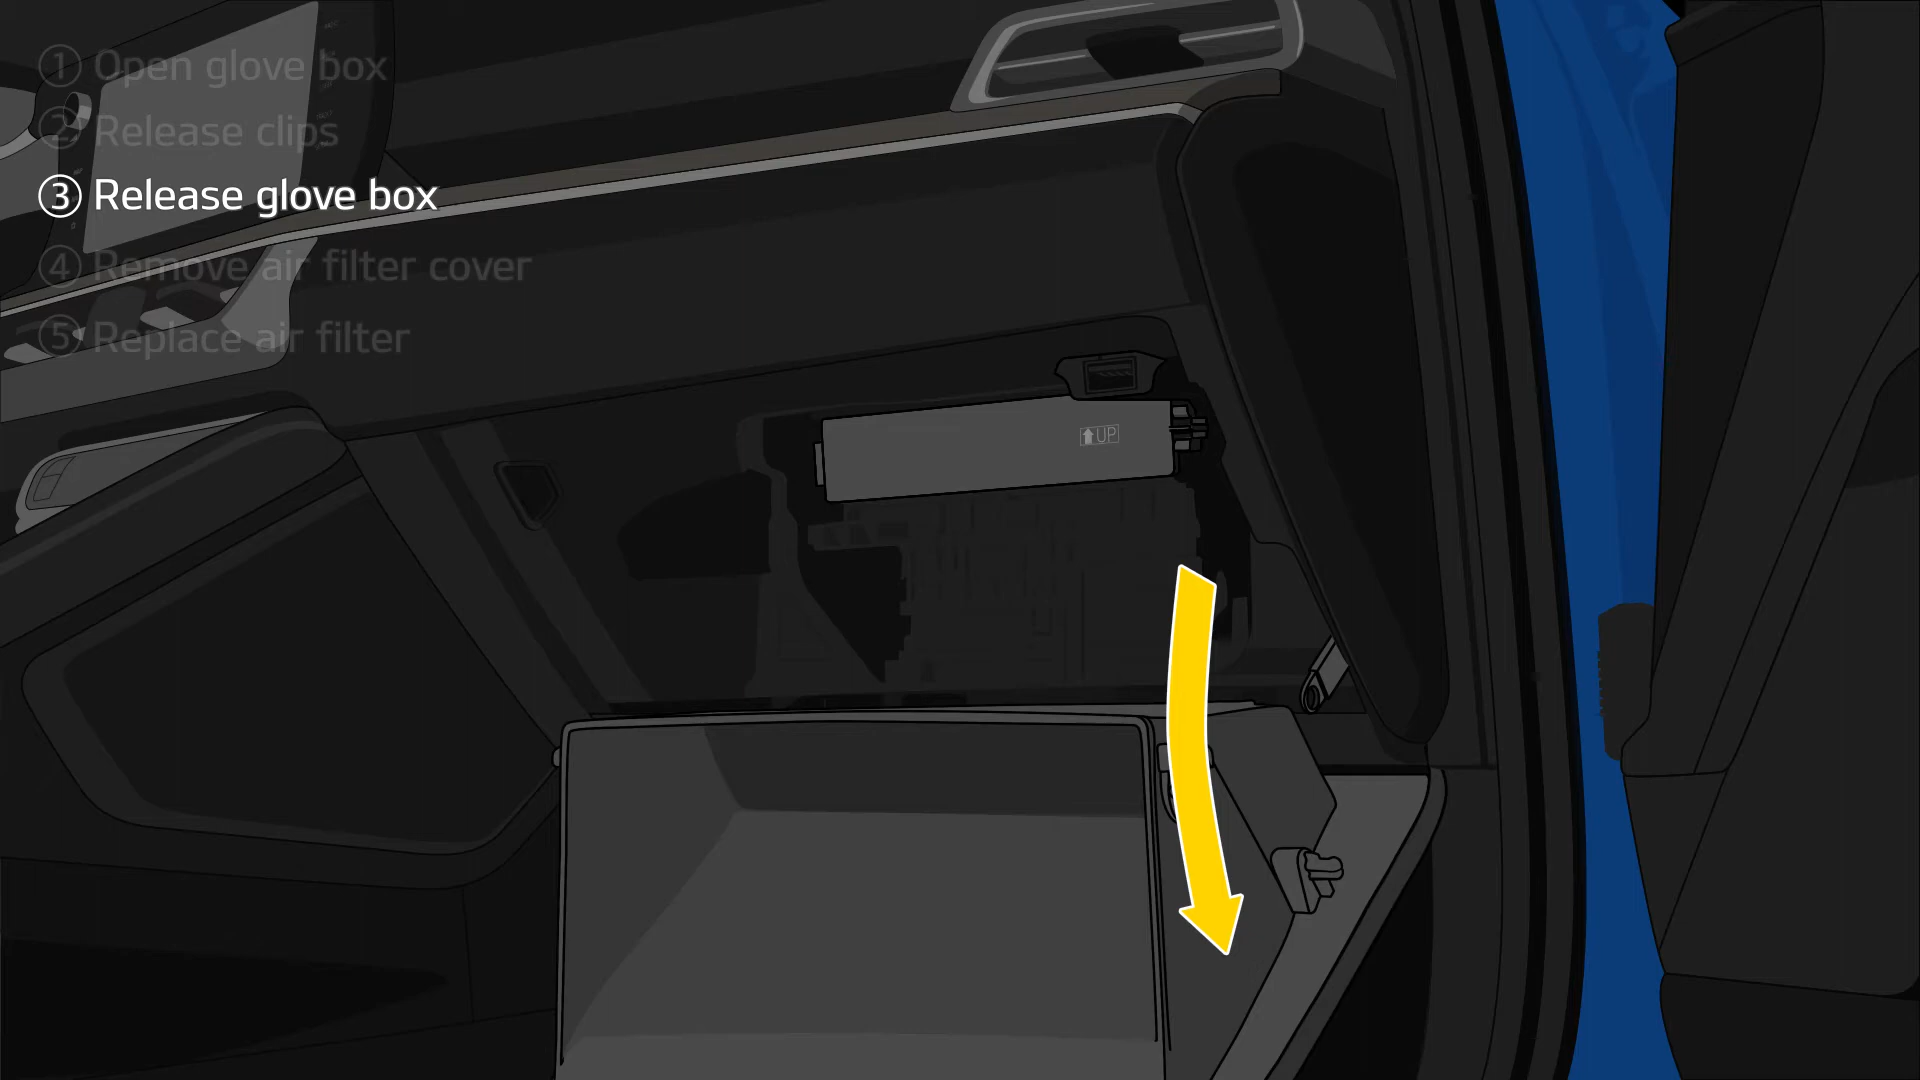 ① Open glove box
② Release clips
③ Release glove box
④ Remove air filter cover
⑤ Replace air filter
UP